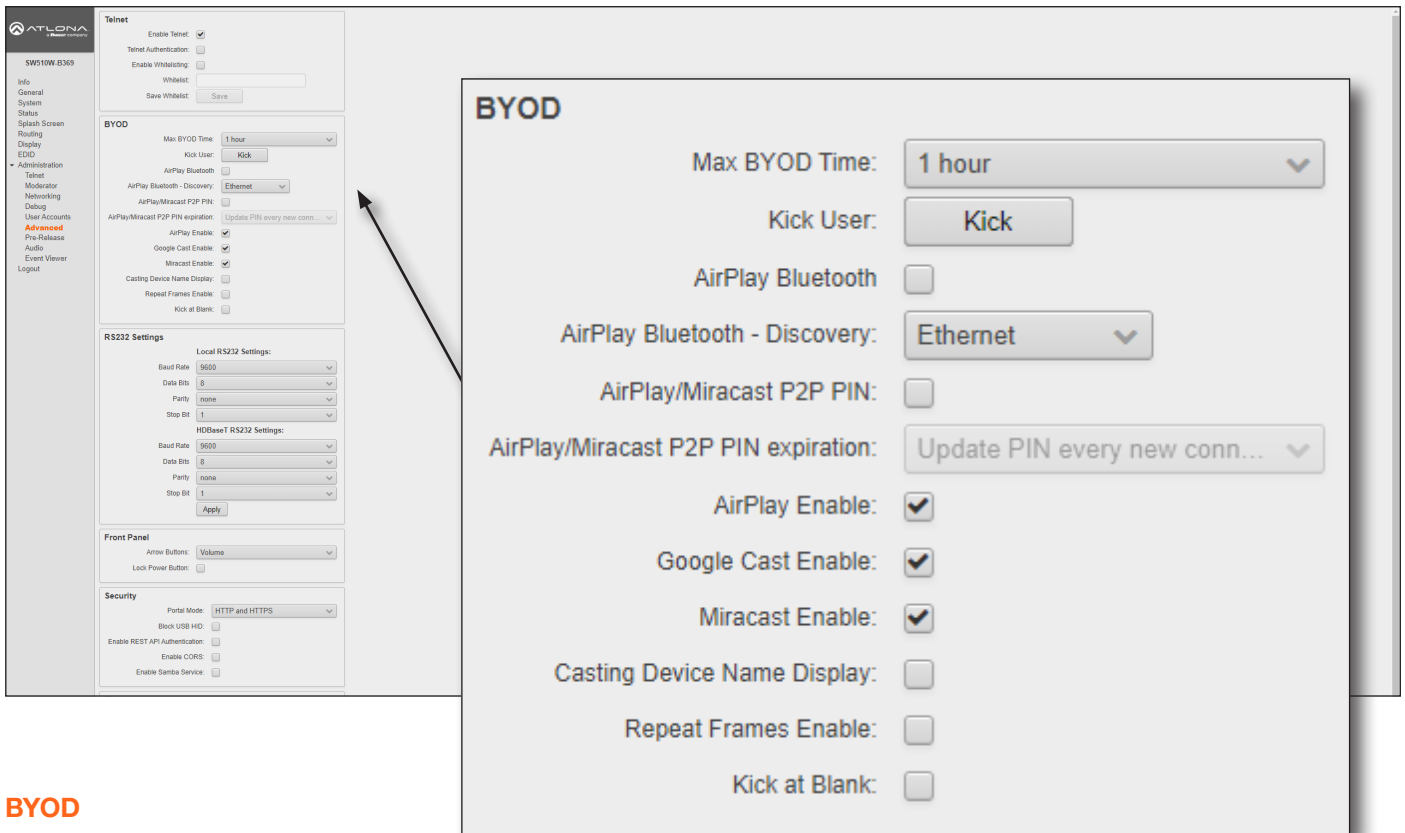 ATLONA
a Panduit company
SW510W-B369
Info
General
System
Status
Splash Screen
Routing
Display
EDID
Administration
Telnet
Moderator
Networking
Debug
User Accounts
Advanced
Pre-Release
Audio
Event Viewer
Logout
Telnet
Enable Telnet:
Telnet Authentication:
Enable Whitelisting:
Whitelist:
Save Whitelist: Save
BYOD
Max BYOD Time: 1 hour
Kick User: Kick
AirPlay Bluetooth
AirPlay Bluetooth - Discovery: Ethernet
AirPlay/Miracast P2P PIN:
AirPlay/Miracast P2P PIN expiration: Update PIN every new conn...
AirPlay Enable:
Google Cast Enable:
Miracast Enable:
Casting Device Name Display:
Repeat Frames Enable:
Kick at Blank:
RS232 Settings
Local RS232 Settings:
Baud Rate 9600
Data Bits 8
Parity none
Stop Bit 1
HDBaseT RS232 Settings:
Baud Rate 9600
Data Bits 8
Parity none
Stop Bit 1
Apply
Front Panel
Arrow Buttons: Volume
Lock Power Button:
Security
Portal Mode: HTTP and HTTPS
Block USB HID:
Enable REST API Authentication:
Enable CORS:
Enable Samba Service:
BYOD
Max BYOD Time: 1 hour
Kick User: Kick
AirPlay Bluetooth
AirPlay Bluetooth - Discovery: Ethernet
AirPlay/Miracast P2P PIN:
AirPlay/Miracast P2P PIN expiration: Update PIN every new conn...
AirPlay Enable:
Google Cast Enable:
Miracast Enable:
Casting Device Name Display:
Repeat Frames Enable:
Kick at Blank:
BYOD